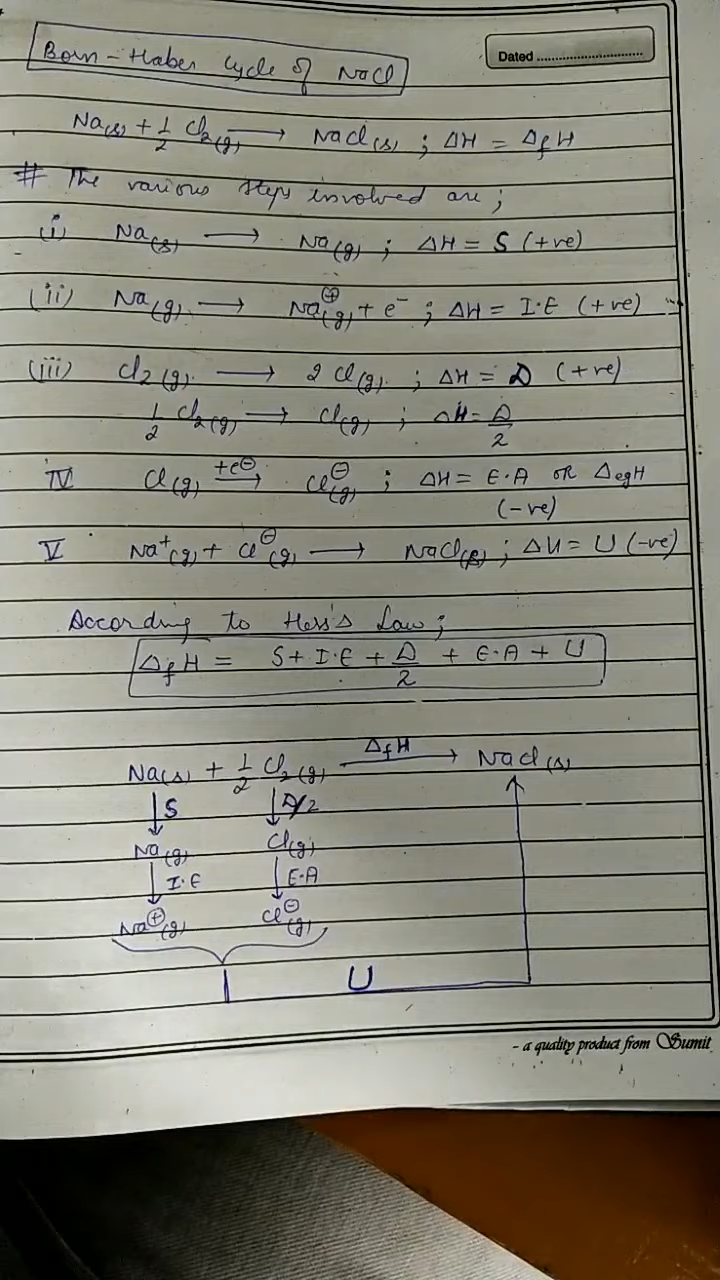 Born-Haber Cycle of NaCl
Dated ..............................
Na(s) + 1/2 Cl2(g) ⟶ NaCl(s) ; ΔH = ΔfH
# The various steps involved are ;
(i) Na(s) ⟶ Na(g) ; ΔH = S (+ve)
(ii) Na(g) ⟶ Na⊕(g) + e⁻ ; ΔH = I.E (+ve)
(iii) Cl2(g) ⟶ 2 Cl(g) ; ΔH = D (+ve)
1/2 Cl2(g) ⟶ Cl(g) ; ΔH = D/2
IV Cl(g) +e⊖ ⟶ Cl⊖(g) ; ΔH = E.A OR ΔegH
(-ve)
V Na⁺(g) + Cl⊖(g) ⟶ NaCl(s) ; ΔH = U (-ve)
According to Hess's Law ;
ΔfH = S + I.E + D/2 + E.A + U
Na(s) + 1/2 Cl2(g) ΔfH ⟶ NaCl(s)
↓ S ↓ D/2
Na(g) Cl(g)
↓ I.E ↓ E.A
Na⊕(g) Cl⊖(g)
U
- a quality product from Sumit